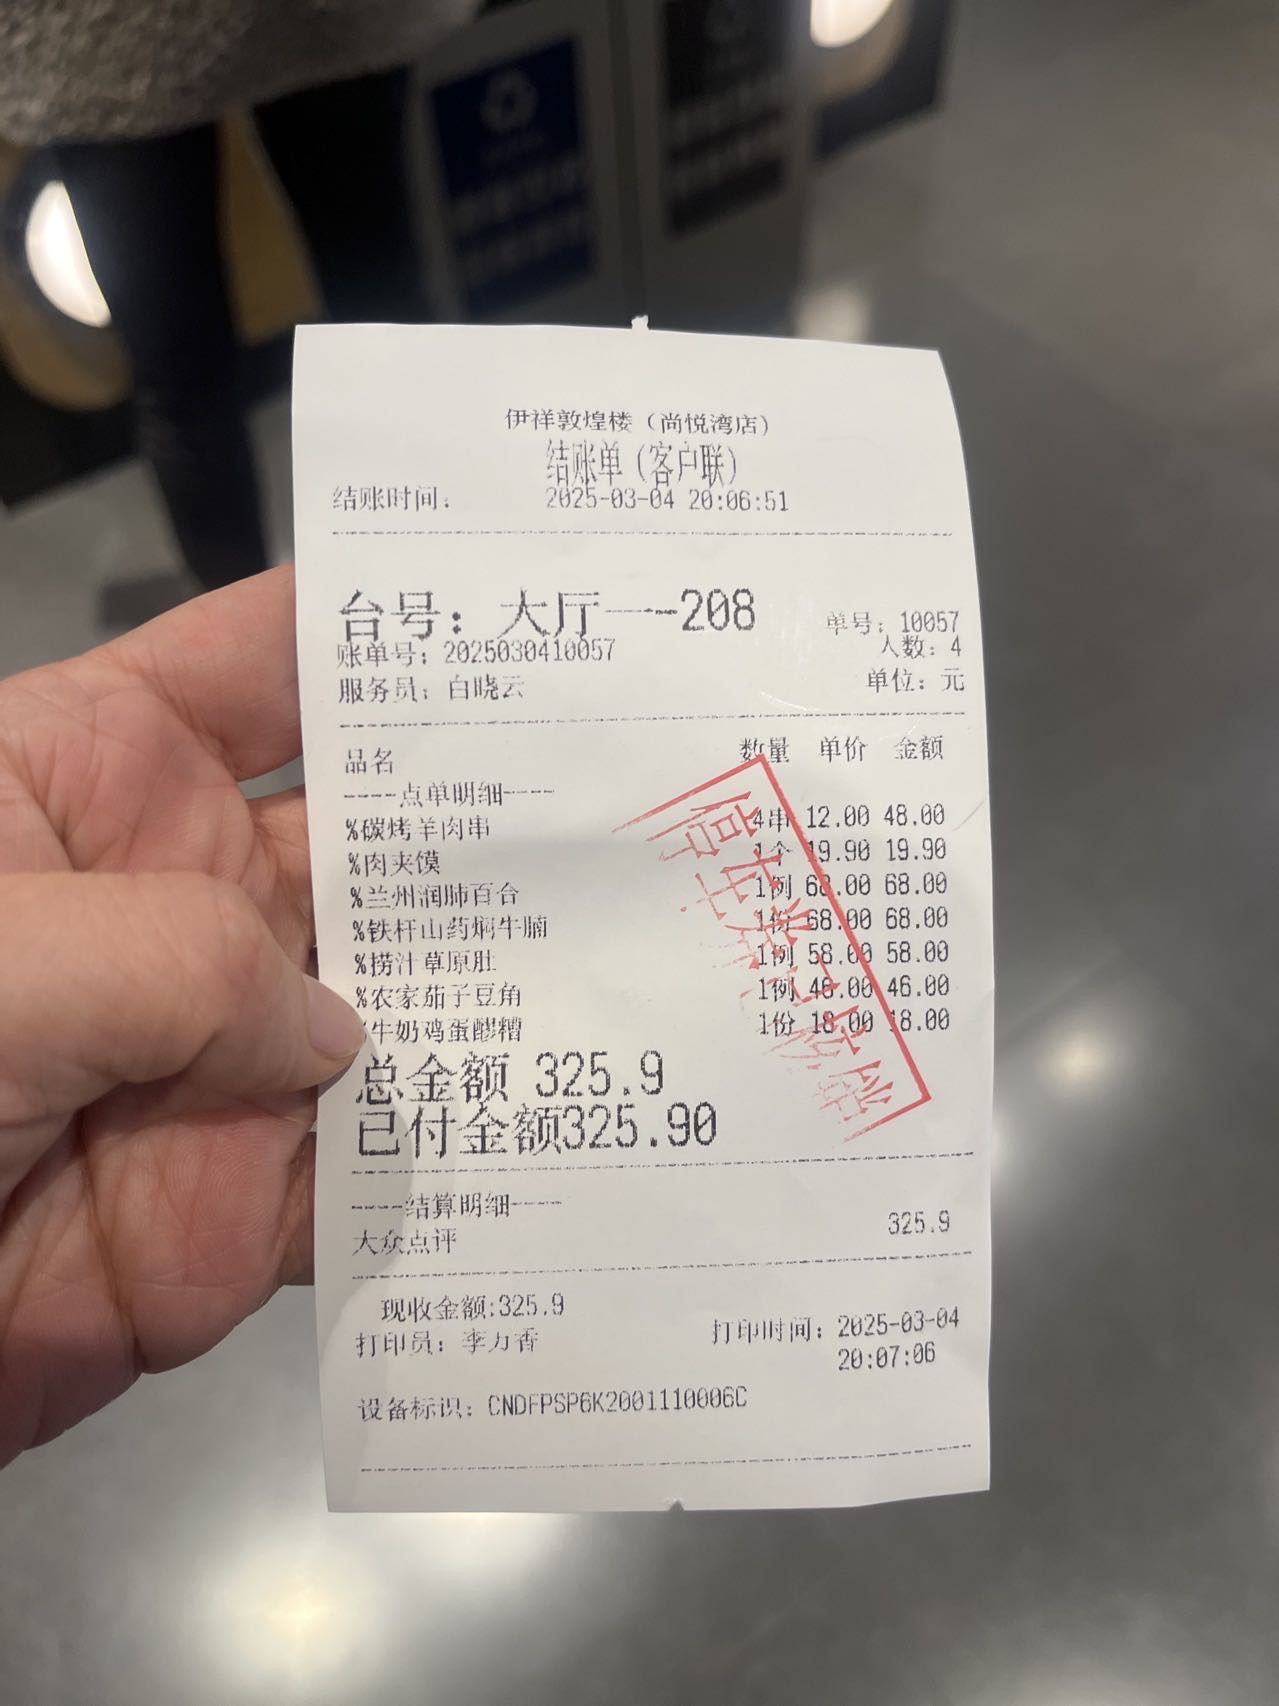 伊祥敦煌楼（尚悦湾店）
结账单（客户联）
结账时间： 2025-03-04 20:06:51
台号：大厅---208 单号：10057
账单号：2025030410057 人数：4
服务员：白晓云 单位：元
品名 数量 单价 金额
----点单明细----
%碳烤羊肉串 4串 12.00 48.00
%肉夹馍 1个 19.90 19.90
%兰州润肺百合 1例 68.00 68.00
%铁杆山药焖牛腩 1份 68.00 68.00
%捞汁草原肚 1例 58.00 58.00
%农家茄子豆角 1例 46.00 46.00
牛奶鸡蛋醪糟 1份 18.00 18.00
总金额 325.9
已付金额325.90
----结算明细----
大众点评 325.9
现收金额:325.9
打印员：李力香 打印时间：2025-03-04
20:07:06
设备标识：CNDFPSP6K2001110006C
停车券已核销